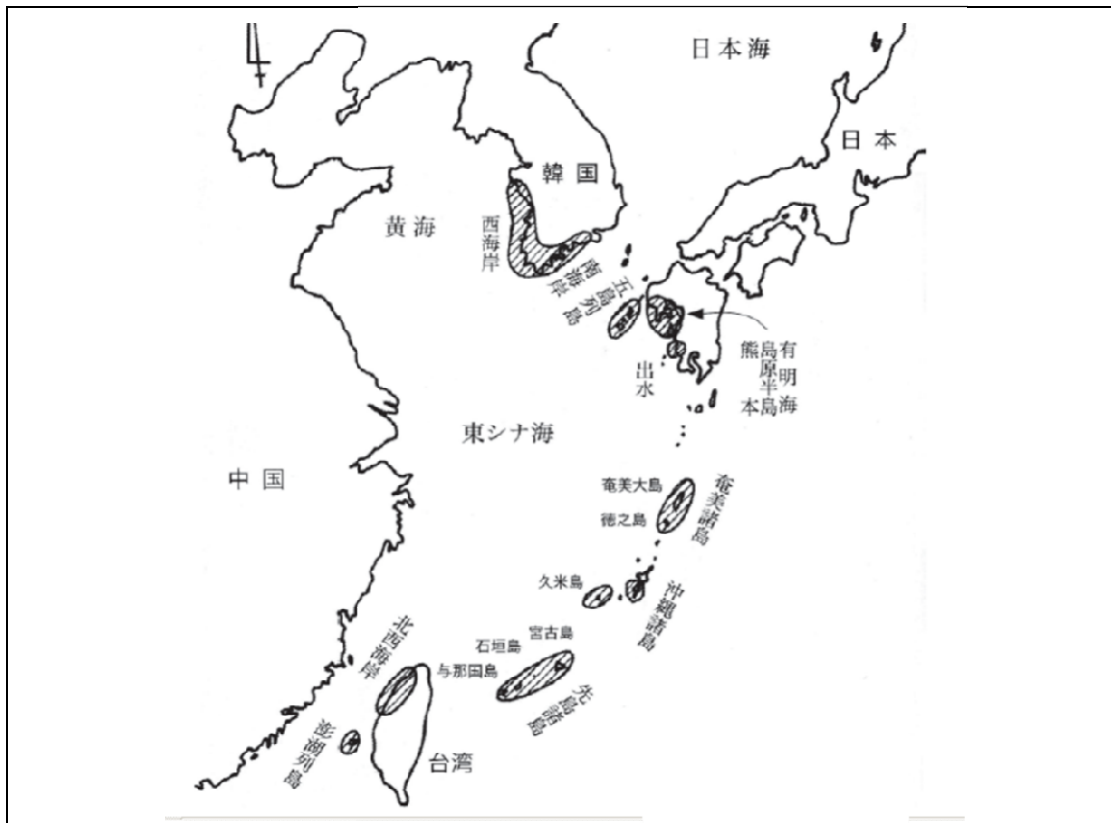 日本海
日本
韓国
黄海
西海岸
南海岸
五島列島
有明海
島原半島
熊本
出水
東シナ海
中国
奄美大島
徳之島
奄美諸島
久米島
沖縄諸島
宮古島
石垣島
与那国島
先島諸島
北西海岸
澎湖列島
台湾